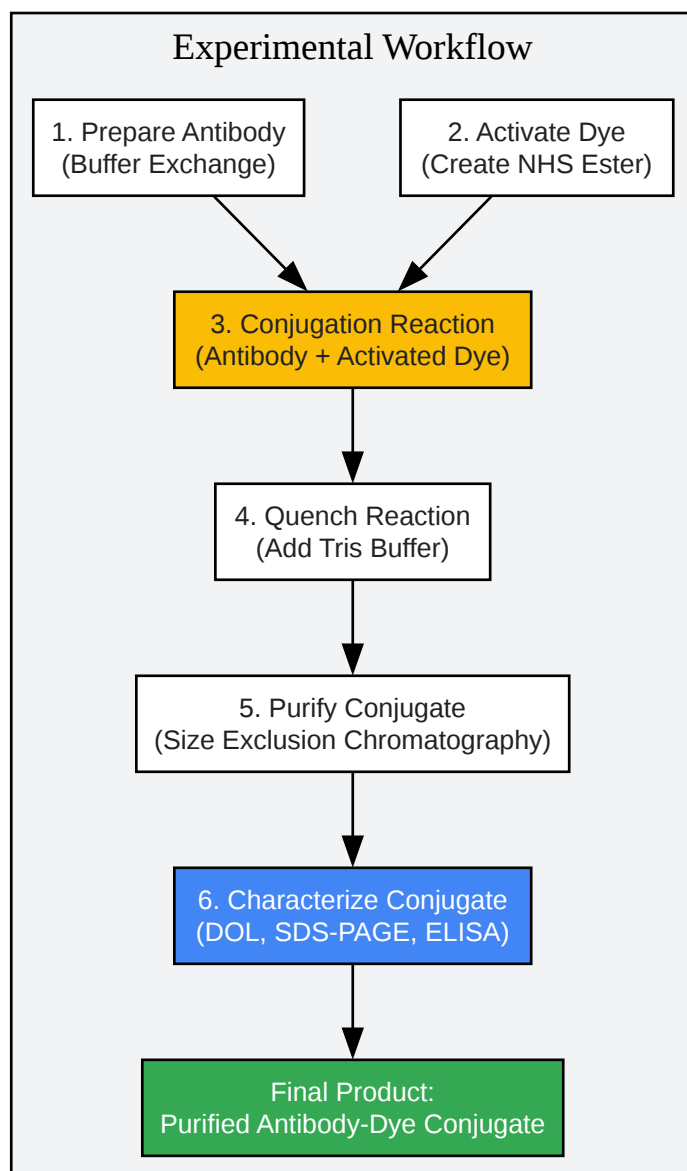 Experimental Workflow
1. Prepare Antibody
(Buffer Exchange)
2. Activate Dye
(Create NHS Ester)
3. Conjugation Reaction
(Antibody + Activated Dye)
4. Quench Reaction
(Add Tris Buffer)
5. Purify Conjugate
(Size Exclusion Chromatography)
6. Characterize Conjugate
(DOL, SDS-PAGE, ELISA)
Final Product:
Purified Antibody-Dye Conjugate